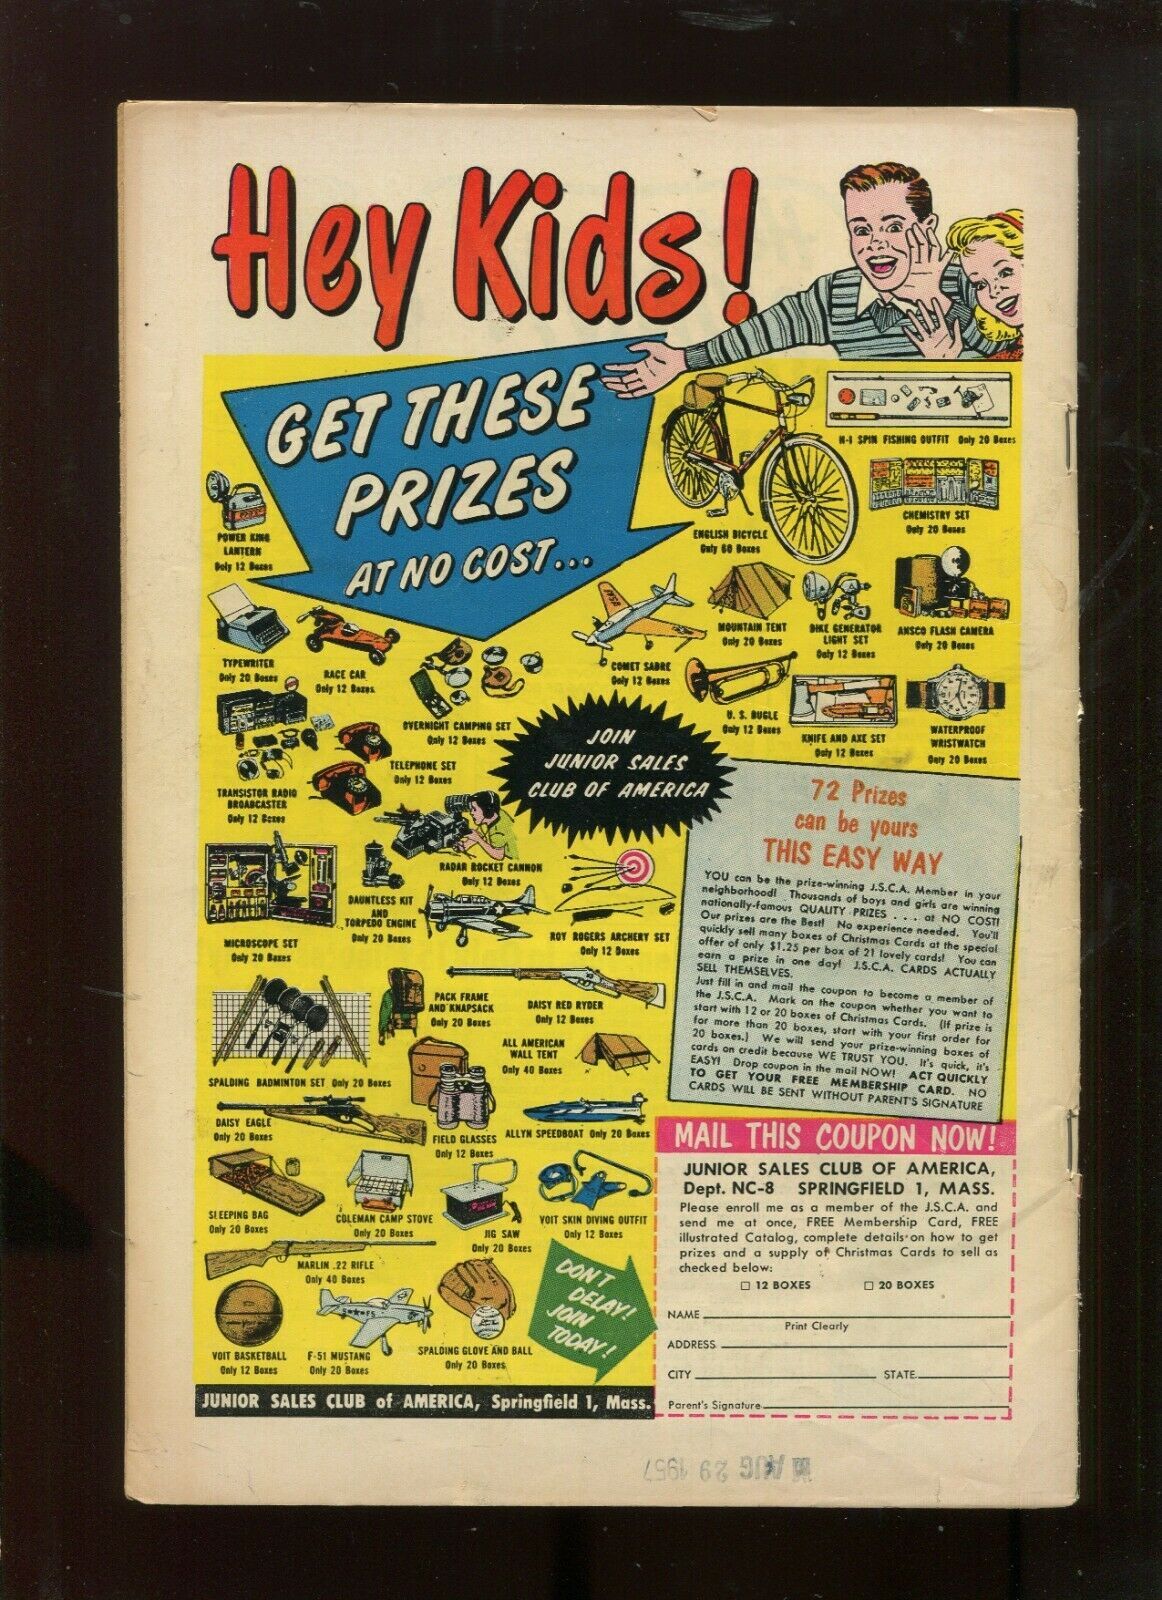 Hey Kids!
GET THESE
PRIZES
AT NO COST...
POWER KING
LANTERN
Only 12 Boxes
ENGLISH BICYCLE
Only 60 Boxes
N-1 SPIN FISHING OUTFIT Only 20 Boxes
CHEMISTRY SET
Only 20 Boxes
TYPEWRITER
Only 20 Boxes
RACE CAR
Only 12 Boxes
OVERNIGHT CAMPING SET
Only 12 Boxes
COMET SABRE
Only 12 Boxes
MOUNTAIN TENT
Only 20 Boxes
BIKE GENERATOR
LIGHT SET
Only 12 Boxes
ANSCO FLASH CAMERA
Only 20 Boxes
TRANSISTOR RADIO
BROADCASTER
Only 12 Boxes
TELEPHONE SET
Only 12 Boxes
JOIN
JUNIOR SALES
CLUB OF AMERICA
U. S. BUGLE
Only 12 Boxes
KNIFE AND AXE SET
Only 12 Boxes
WATERPROOF
WRISTWATCH
Only 20 Boxes
RADAR ROCKET CANNON
Only 12 Boxes
MICROSCOPE SET
Only 20 Boxes
DAUNTLESS KIT
AND
TORPEDO ENGINE
Only 20 Boxes
ROY ROGERS ARCHERY SET
Only 12 Boxes
PACK FRAME
AND KNAPSACK
Only 20 Boxes
DAISY RED RYDER
Only 12 Boxes
SPALDING BADMINTON SET Only 20 Boxes
ALL AMERICAN
WALL TENT
Only 40 Boxes
DAISY EAGLE
Only 20 Boxes
FIELD GLASSES
Only 12 Boxes
ALLYN SPEEDBOAT Only 20 Boxes
SLEEPING BAG
Only 20 Boxes
COLEMAN CAMP STOVE
Only 20 Boxes
JIG SAW
Only 20 Boxes
VOIT SKIN DIVING OUTFIT
Only 12 Boxes
MARLIN .22 RIFLE
Only 40 Boxes
VOIT BASKETBALL
Only 12 Boxes
F-51 MUSTANG
Only 20 Boxes
SPALDING GLOVE AND BALL
Only 20 Boxes
DON'T
DELAY!
JOIN
TODAY!
JUNIOR SALES CLUB of AMERICA, Springfield 1, Mass.
72 Prizes
can be yours
THIS EASY WAY
YOU can be the prize-winning J.S.C.A. Member in your
neighborhood! Thousands of boys and girls are winning
nationally-famous QUALITY PRIZES . . . at NO COST!
Our prizes are the Best! No experience needed. You'll
quickly sell many boxes of Christmas Cards at the special
offer of only $1.25 per box of 21 lovely cards! You can
earn a prize in one day! J.S.C.A. CARDS ACTUALLY
SELL THEMSELVES.
Just fill in and mail the coupon to become a member of
the J.S.C.A. Mark on the coupon whether you want to
start with 12 or 20 boxes of Christmas Cards. (If prize is
for more than 20 boxes, start with your first order for
20 boxes.) We will send your prize-winning boxes of
cards on credit because WE TRUST YOU. It's quick, it's
EASY! Drop coupon in the mail NOW! ACT QUICKLY
TO GET YOUR FREE MEMBERSHIP CARD. NO
CARDS WILL BE SENT WITHOUT PARENT'S SIGNATURE
MAIL THIS COUPON NOW!
JUNIOR SALES CLUB OF AMERICA,
Dept. NC-8 SPRINGFIELD 1, MASS.
Please enroll me as a member of the J.S.C.A. and
send me at once, FREE Membership Card, FREE
illustrated Catalog, complete details on how to get
prizes and a supply of Christmas Cards to sell as
checked below:
☐ 12 BOXES ☐ 20 BOXES
NAME
Print Clearly
ADDRESS
CITY STATE
Parent's Signature
AUG 29 1957